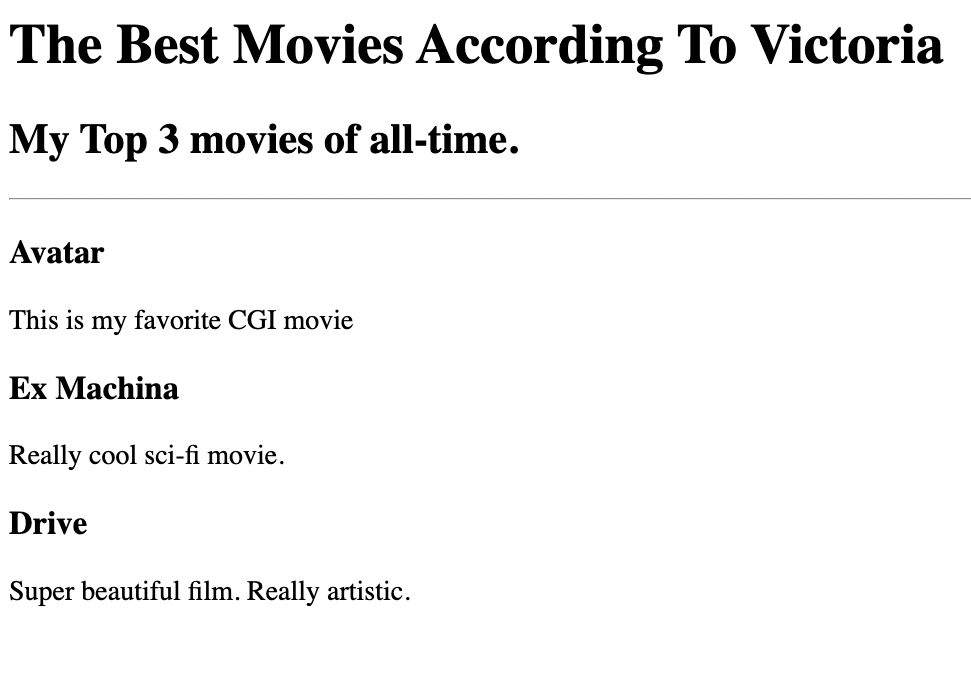 The Best Movies According To Victoria
My Top 3 movies of all-time.
Avatar
This is my favorite CGI movie
Ex Machina
Really cool sci-fi movie.
Drive
Super beautiful film. Really artistic.